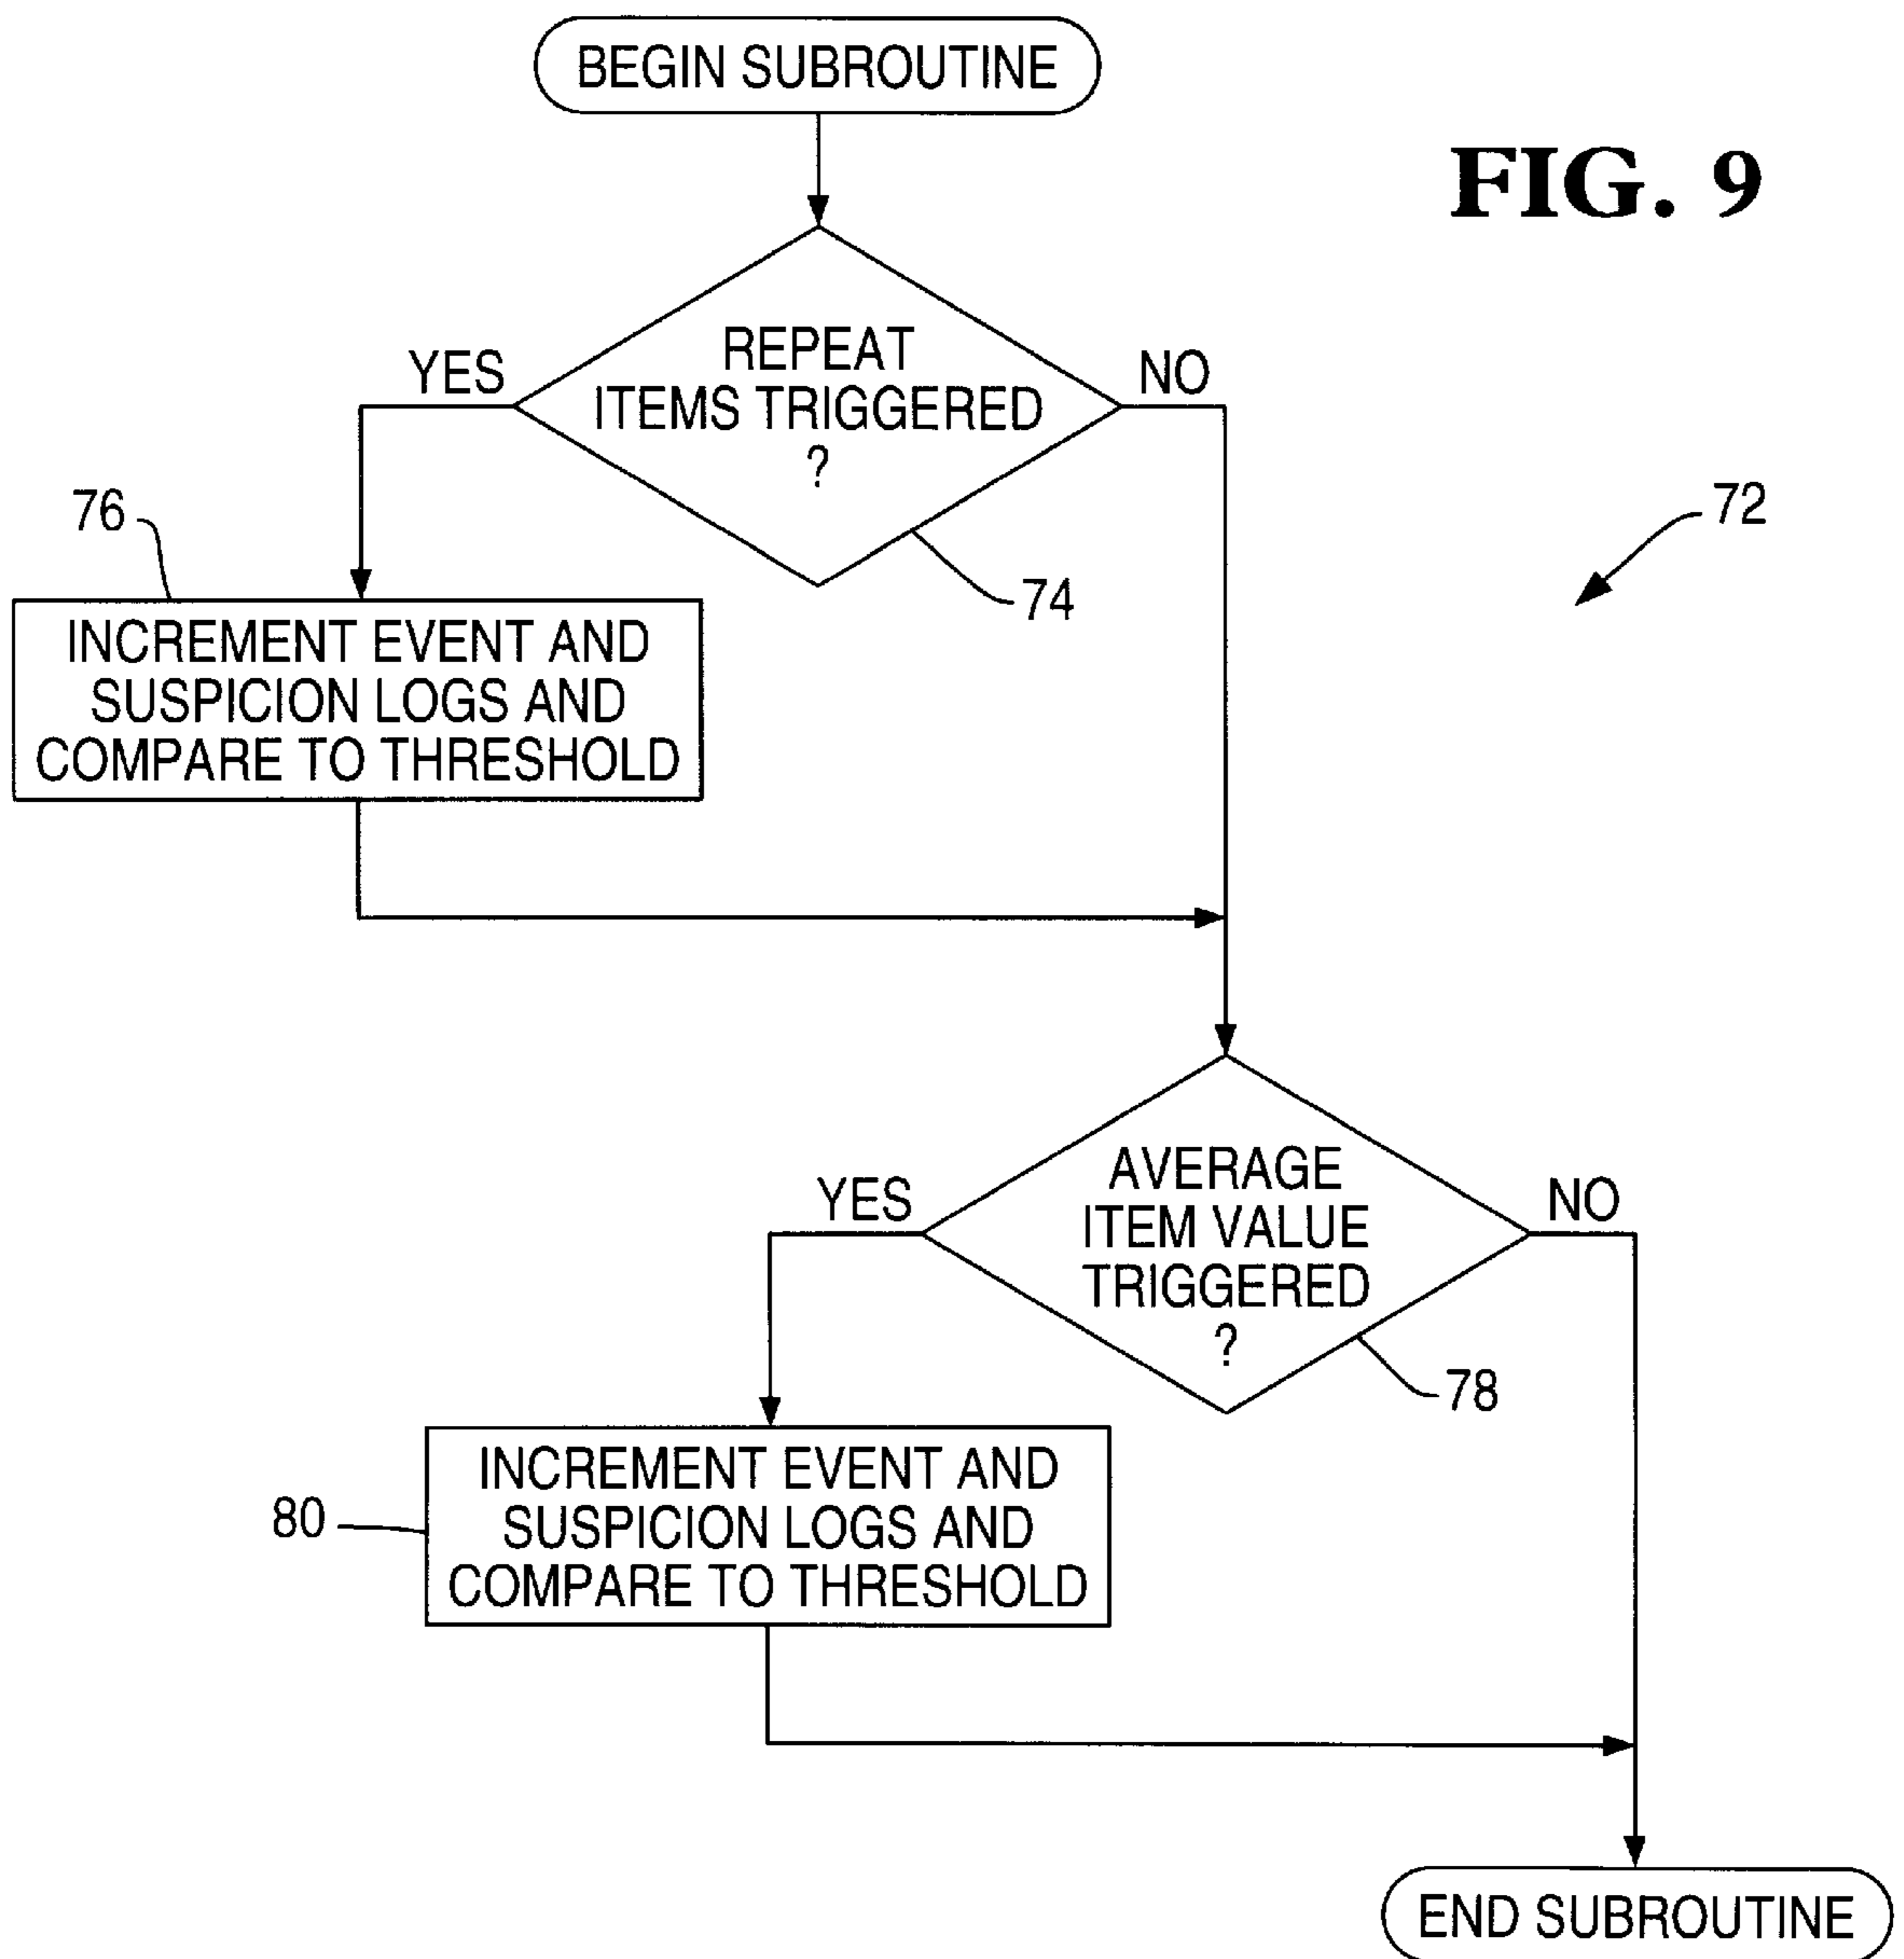 BEGIN SUBROUTINE
FIG. 9
REPEAT
ITEMS TRIGGERED
?
YES
NO
76
72
74
INCREMENT EVENT AND
SUSPICION LOGS AND
COMPARE TO THRESHOLD
AVERAGE
ITEM VALUE
TRIGGERED
?
YES
NO
78
INCREMENT EVENT AND
SUSPICION LOGS AND
COMPARE TO THRESHOLD
80
END SUBROUTINE